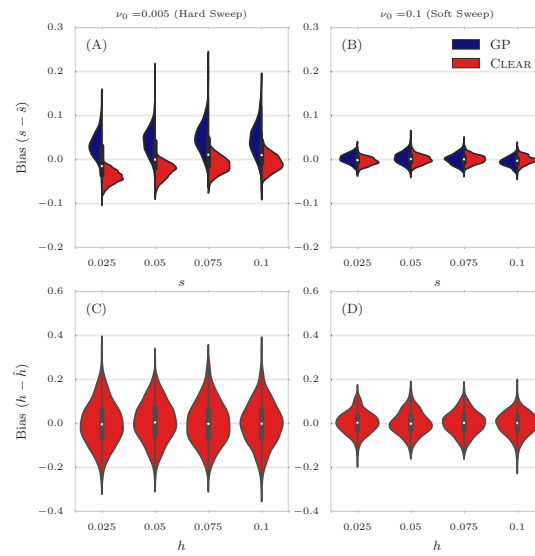 ν₀ =0.005 (Hard Sweep)
ν₀ =0.1 (Soft Sweep)
(A)
(B)
GP
CLEAR
0.3
0.2
0.1
0.0
−0.1
−0.2
Bias (s − ŝ)
0.3
0.2
0.1
0.0
−0.1
−0.2
0.025 0.05 0.075 0.1
s
0.025 0.05 0.075 0.1
s
(C)
(D)
0.6
0.4
0.2
0.0
−0.2
−0.4
Bias (h − ĥ)
0.6
0.4
0.2
0.0
−0.2
−0.4
0.025 0.05 0.075 0.1
h
0.025 0.05 0.075 0.1
h